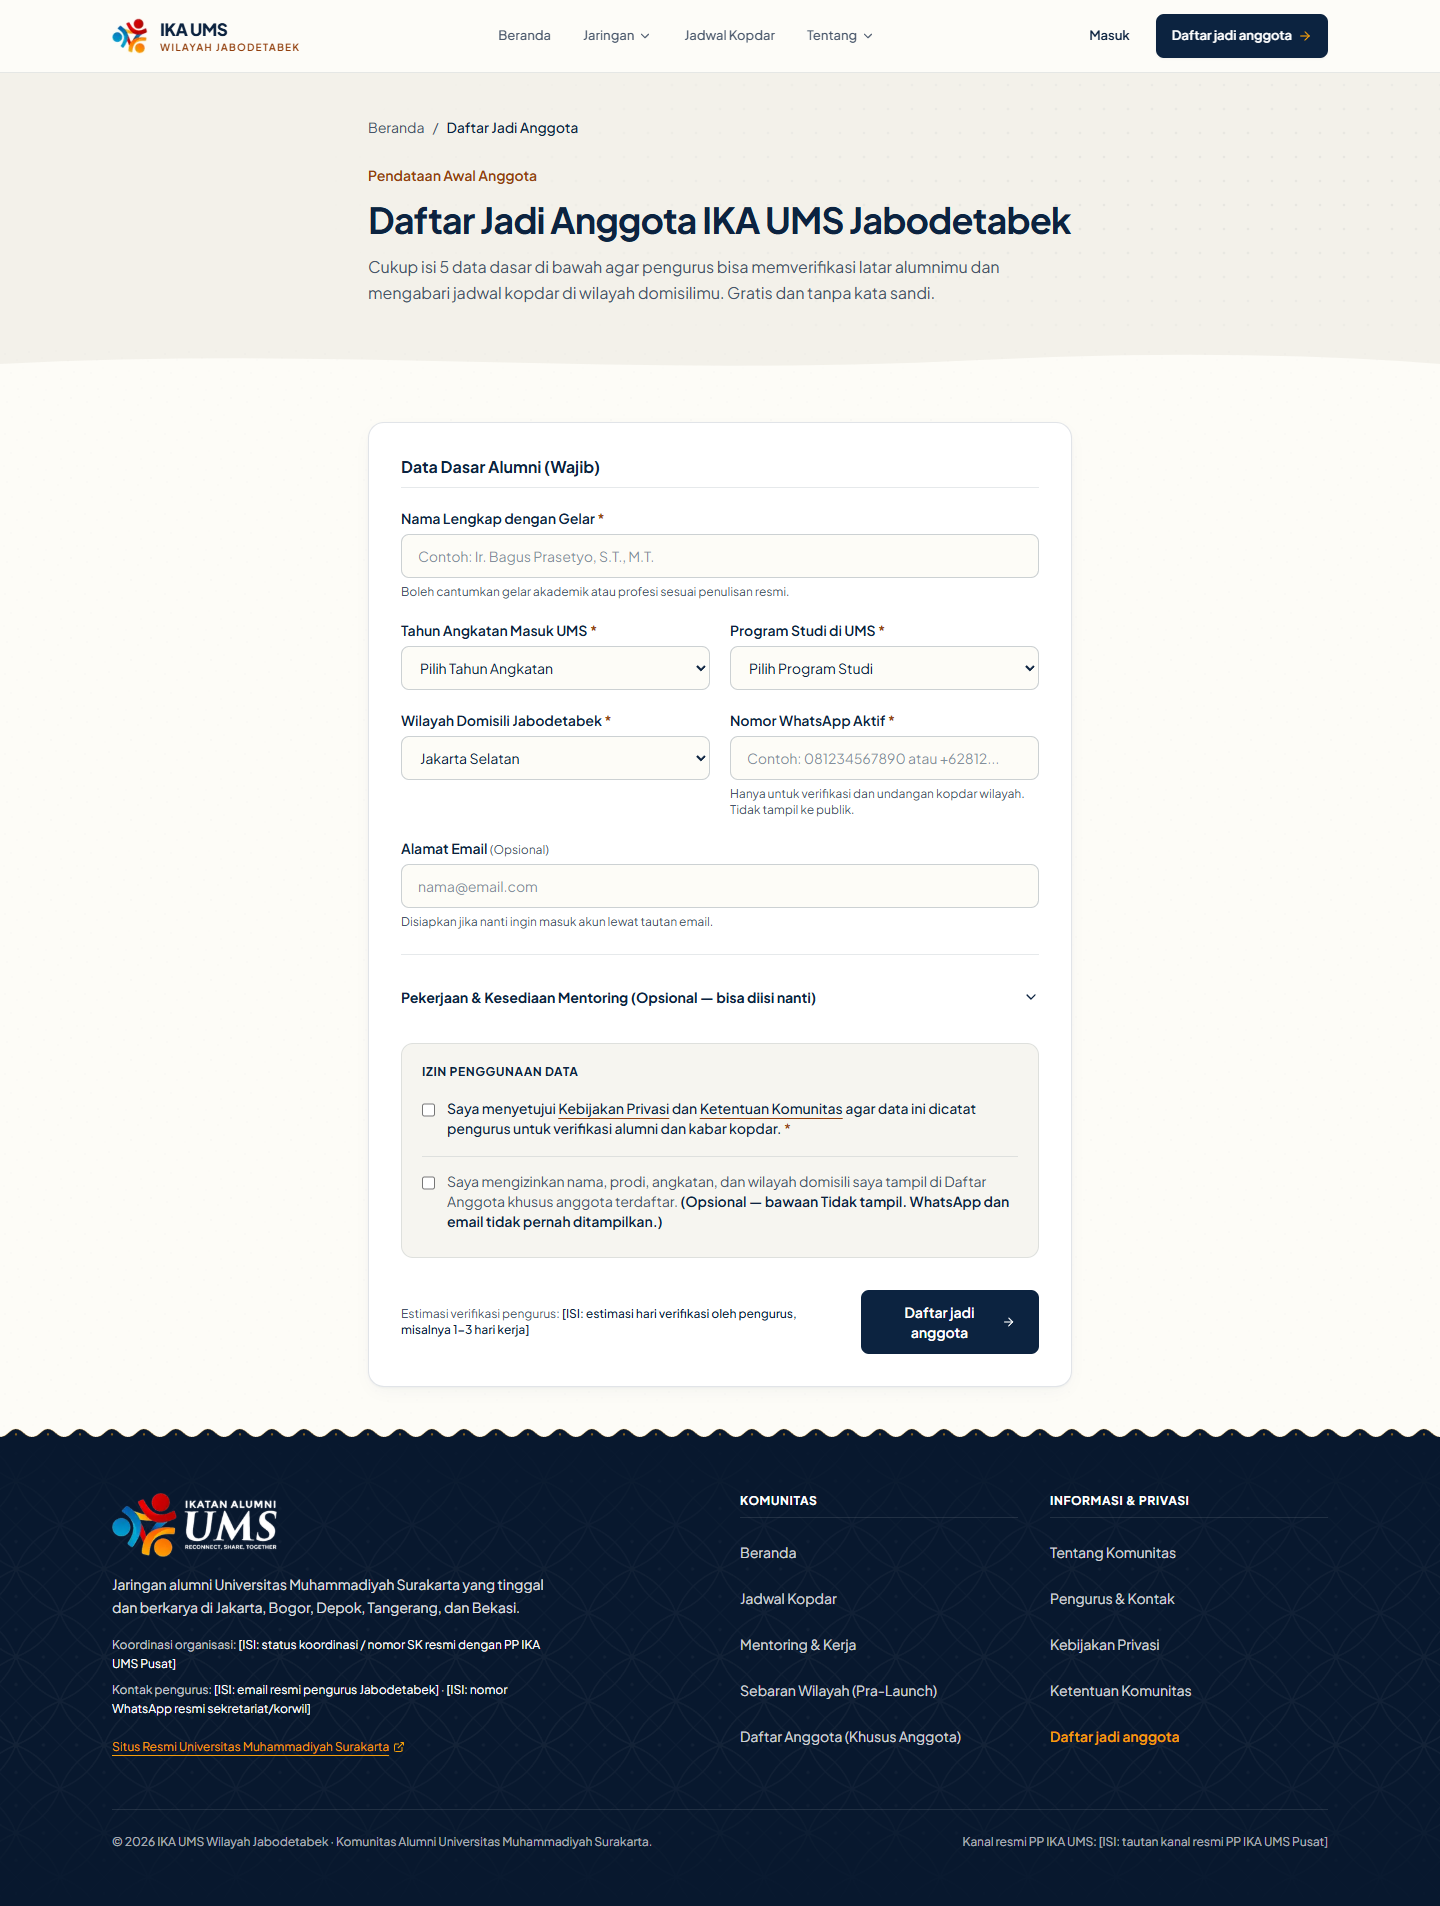 IKA UMS
WILAYAH JABODETABEK
Beranda
Jaringan
Jadwal Kopdar
Tentang
Masuk
Daftar jadi anggota
Beranda / Daftar Jadi Anggota
Pendataan Awal Anggota
Daftar Jadi Anggota IKA UMS Jabodetabek
Cukup isi 5 data dasar di bawah agar pengurus bisa memverifikasi latar alumnimu dan
mengabari jadwal kopdar di wilayah domisilimu. Gratis dan tanpa kata sandi.
Data Dasar Alumni (Wajib)
Nama Lengkap dengan Gelar *
Contoh: Ir. Bagus Prasetyo, S.T., M.T.
Boleh cantumkan gelar akademik atau profesi sesuai penulisan resmi.
Tahun Angkatan Masuk UMS *
Pilih Tahun Angkatan
Program Studi di UMS *
Pilih Program Studi
Wilayah Domisili Jabodetabek *
Jakarta Selatan
Nomor WhatsApp Aktif *
Contoh: 081234567890 atau +62812...
Hanya untuk verifikasi dan undangan kopdar wilayah.
Tidak tampil ke publik.
Alamat Email (Opsional)
nama@email.com
Disiapkan jika nanti ingin masuk akun lewat tautan email.
Pekerjaan & Kesediaan Mentoring (Opsional — bisa diisi nanti)
IZIN PENGGUNAAN DATA
Saya menyetujui Kebijakan Privasi dan Ketentuan Komunitas agar data ini dicatat
pengurus untuk verifikasi alumni dan kabar kopdar. *
Saya mengizinkan nama, prodi, angkatan, dan wilayah domisili saya tampil di Daftar
Anggota khusus anggota terdaftar. (Opsional — bawaan Tidak tampil. WhatsApp dan
email tidak pernah ditampilkan.)
Estimasi verifikasi pengurus: [ISI: estimasi hari verifikasi oleh pengurus,
misalnya 1–3 hari kerja]
Daftar jadi
anggota
IKATAN ALUMNI
UMS
RECONNECT. SHARE. TOGETHER
Jaringan alumni Universitas Muhammadiyah Surakarta yang tinggal
dan berkarya di Jakarta, Bogor, Depok, Tangerang, dan Bekasi.
Koordinasi organisasi: [ISI: status koordinasi / nomor SK resmi dengan PP IKA
UMS Pusat]
Kontak pengurus: [ISI: email resmi pengurus Jabodetabek] · [ISI: nomor
WhatsApp resmi sekretariat/korwil]
Situs Resmi Universitas Muhammadiyah Surakarta
KOMUNITAS
Beranda
Jadwal Kopdar
Mentoring & Kerja
Sebaran Wilayah (Pra-Launch)
Daftar Anggota (Khusus Anggota)
INFORMASI & PRIVASI
Tentang Komunitas
Pengurus & Kontak
Kebijakan Privasi
Ketentuan Komunitas
Daftar jadi anggota
© 2026 IKA UMS Wilayah Jabodetabek · Komunitas Alumni Universitas Muhammadiyah Surakarta.
Kanal resmi PP IKA UMS: [ISI: tautan kanal resmi PP IKA UMS Pusat]